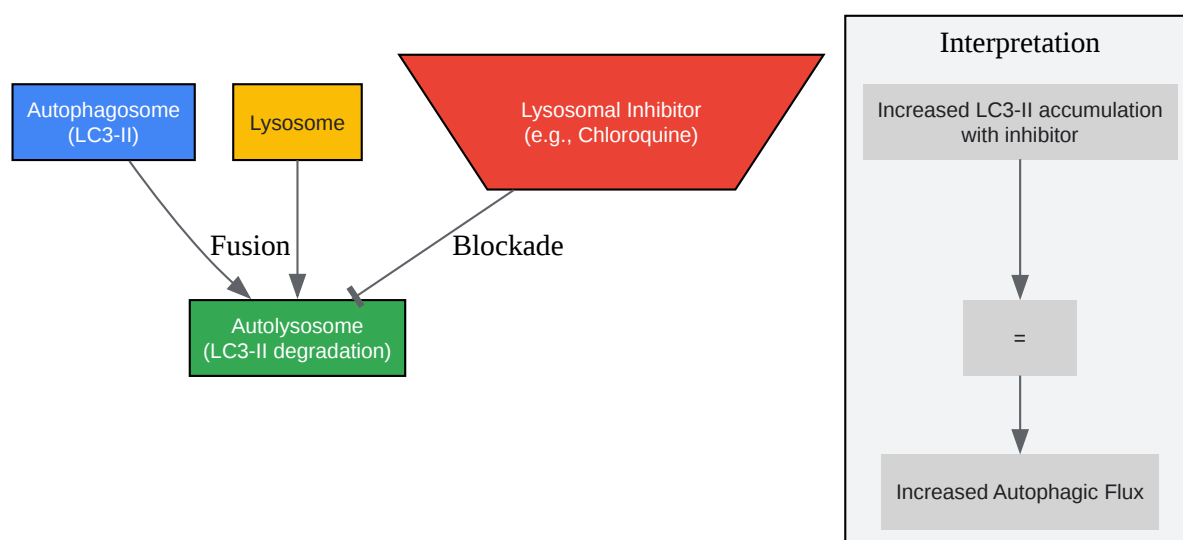 Autophagosome
(LC3-II)
Lysosome
Lysosomal Inhibitor
(e.g., Chloroquine)
Fusion
Blockade
Autolysosome
(LC3-II degradation)
Interpretation
Increased LC3-II accumulation
with inhibitor
=
Increased Autophagic Flux